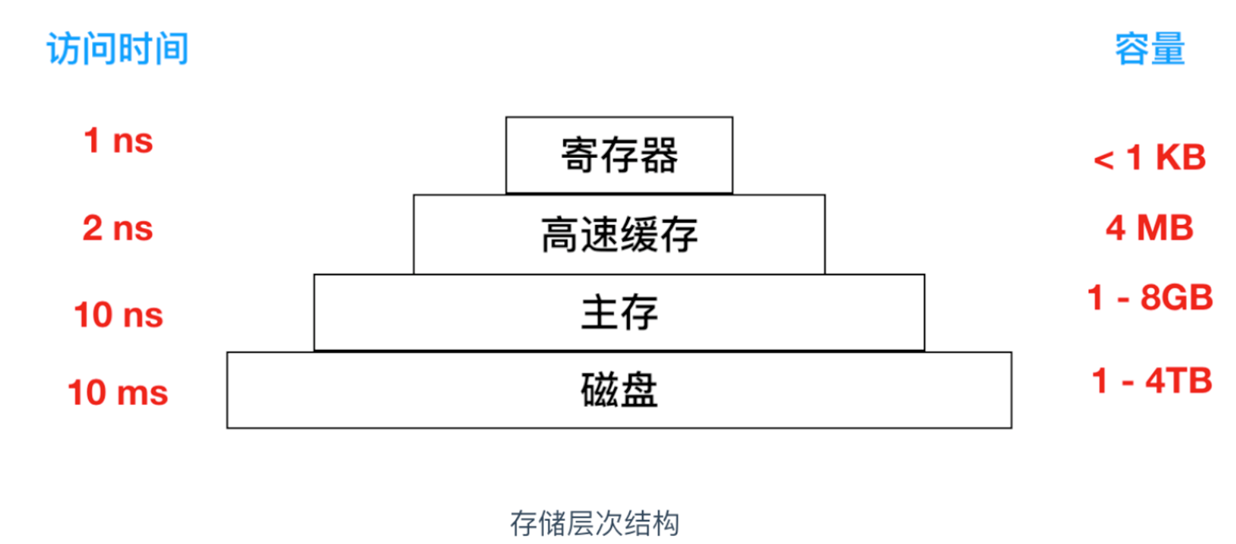 访问时间 容量
1 ns 寄存器 < 1 KB
2 ns 高速缓存 4 MB
10 ns 主存 1 - 8GB
10 ms 磁盘 1 - 4TB
存储层次结构